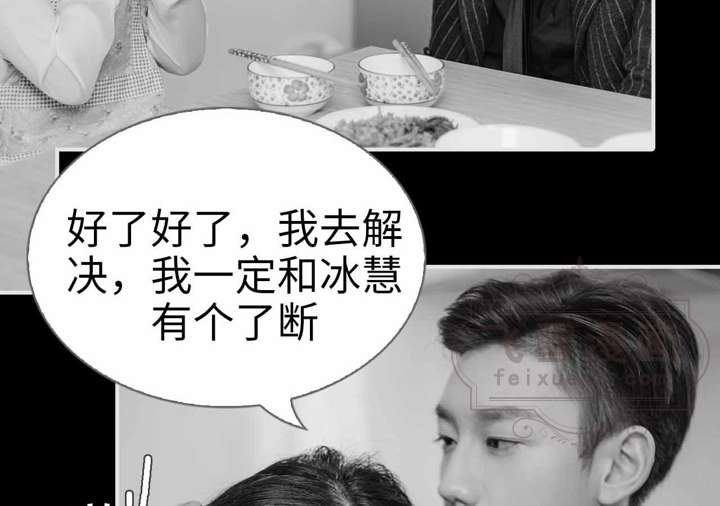 好了好了，我去解
决，我一定和冰慧
有个了断